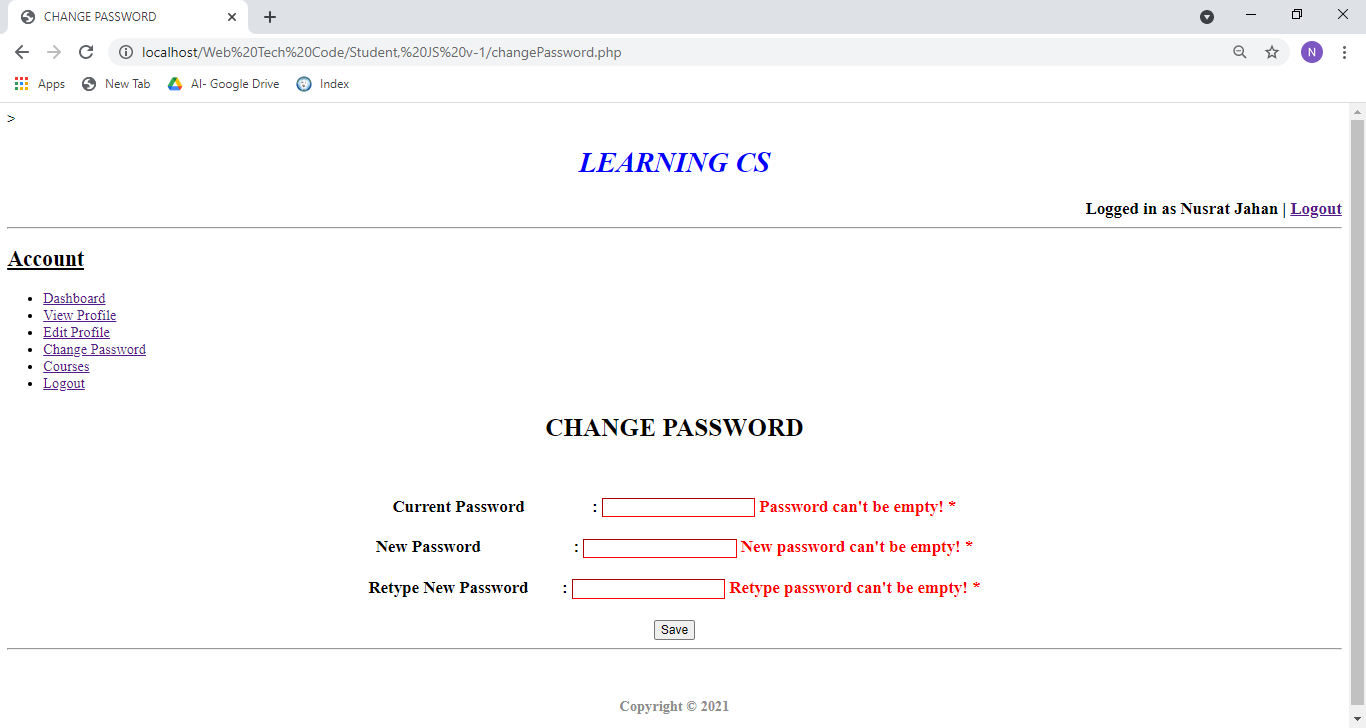 CHANGE PASSWORD
localhost/Web%20Tech%20Code/Student,%20JS%20v-1/changePassword.php
N
Apps New Tab AI- Google Drive Index
>
LEARNING CS
Logged in as Nusrat Jahan | Logout
Account
Dashboard
View Profile
Edit Profile
Change Password
Courses
Logout
CHANGE PASSWORD
Current Password : Password can't be empty! *
New Password : New password can't be empty! *
Retype New Password : Retype password can't be empty! *
Save
Copyright © 2021